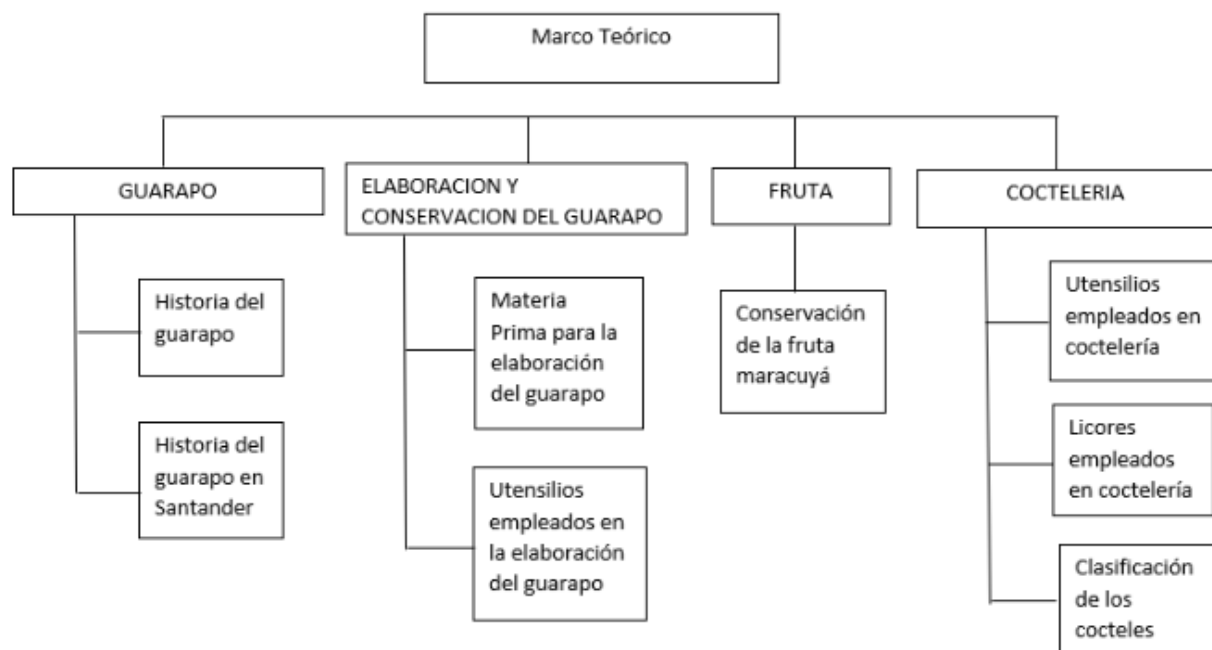 Marco Teórico
GUARAPO
ELABORACION Y
CONSERVACION DEL GUARAPO
FRUTA
COCTELERIA
Historia del
guarapo
Historia del
guarapo en
Santander
Materia
Prima para la
elaboración
del guarapo
Utensilios
empleados en
la elaboración
del guarapo
Conservación
de la fruta
maracuyá
Utensilios
empleados en
coctelería
Licores
empleados
en coctelería
Clasificación
de los
cocteles